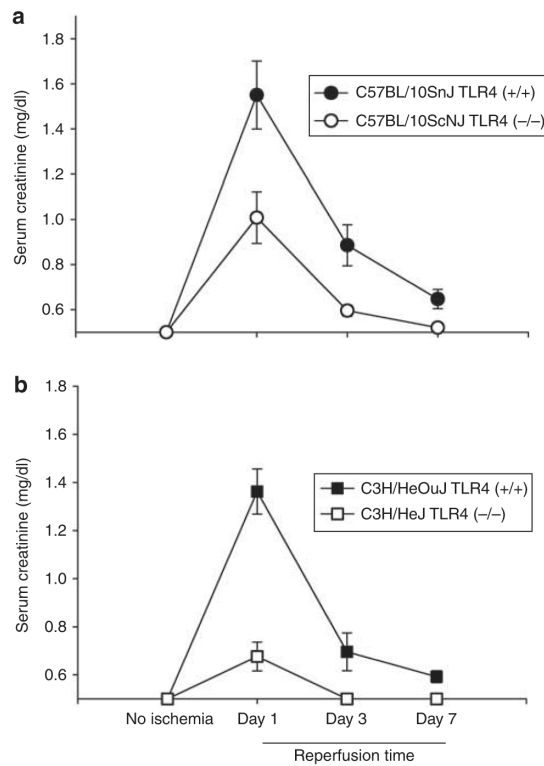 a
1.8
1.6
1.4
1.2
1.0
0.8
0.6
Serum creatinine (mg/dl)
C57BL/10SnJ TLR4 (+/+)
C57BL/10ScNJ TLR4 (–/–)
b
1.8
1.6
1.4
1.2
1.0
0.8
0.6
Serum creatinine (mg/dl)
C3H/HeOuJ TLR4 (+/+)
C3H/HeJ TLR4 (–/–)
No ischemia Day 1 Day 3 Day 7
Reperfusion time